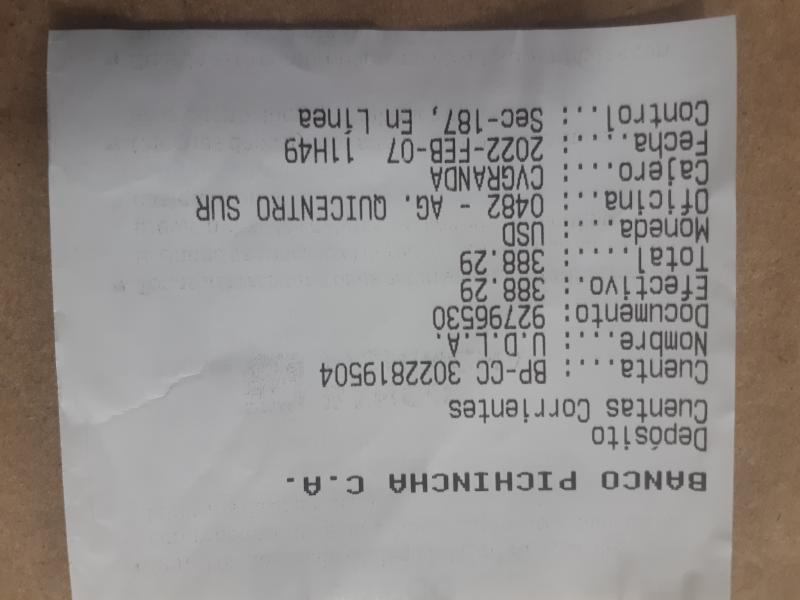 BANCO PICHINCHA C.A.
Depósito
Cuentas Corrientes
Cuenta...: BP-CC 3022819504
Nombre...: U.D.L.A.
Documento: 92796530
Efectivo.: 388.29
Total....: 388.29
Moneda...: USD
Oficina..: 0482 - AG. QUICENTRO SUR
Cajero...: CVGRANDA
Fecha....: 2022-FEB-07 11H49
Control..: Sec-187, En Línea